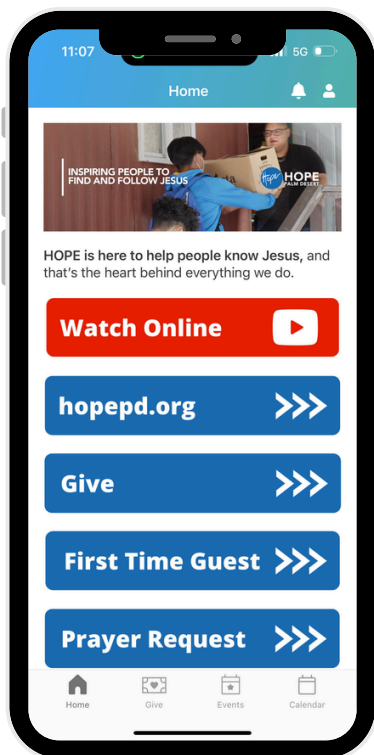 11:07
5G
Home
INSPIRING PEOPLE TO
FIND AND FOLLOW JESUS
Hope
HOPE
PALM DESERT
HOPE is here to help people know Jesus, and
that's the heart behind everything we do.
Watch Online
hopepd.org
Give
First Time Guest
Prayer Request
Home
Give
Events
Calendar